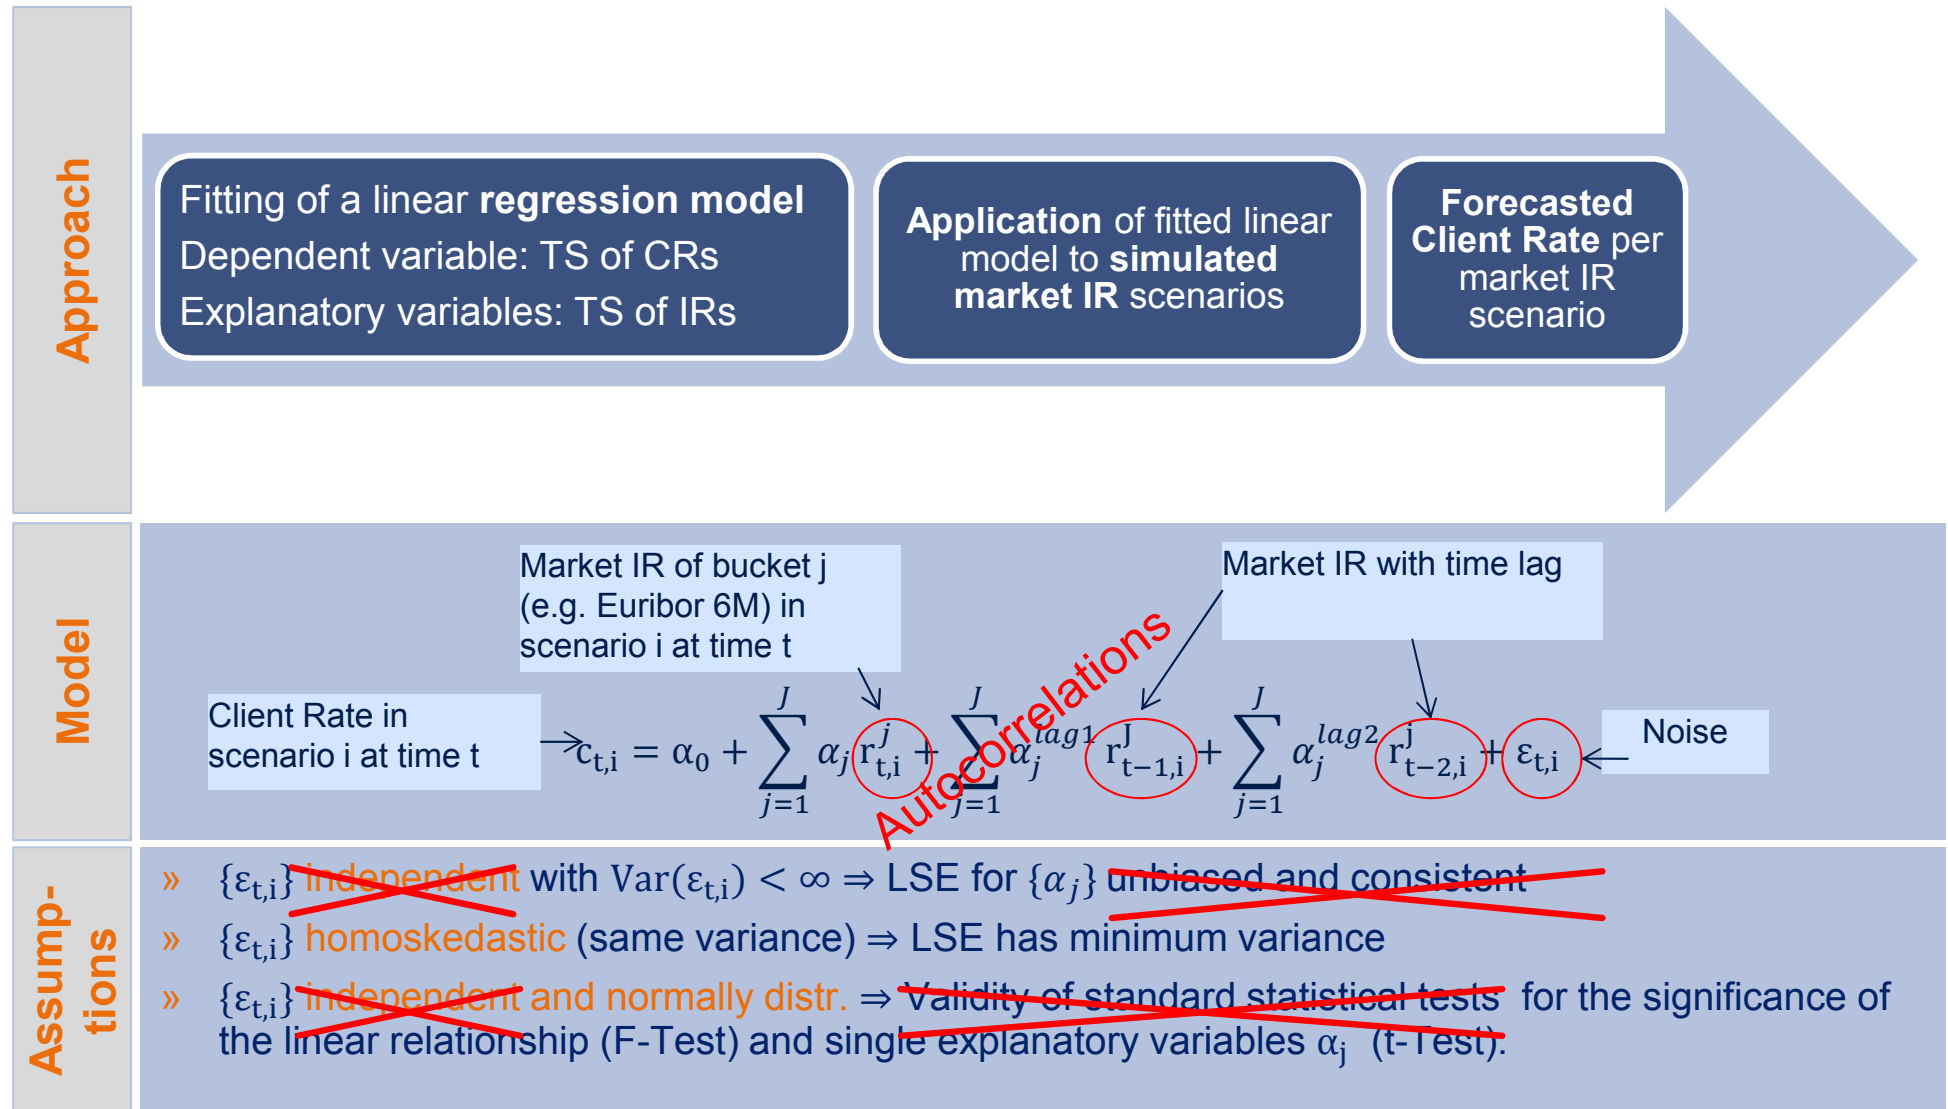 Approach
Fitting of a linear regression model
Dependent variable: TS of CRs
Explanatory variables: TS of IRs
Application of fitted linear
model to simulated
market IR scenarios
Forecasted
Client Rate per
market IR
scenario
Model
Market IR of bucket j
(e.g. Euribor 6M) in
scenario i at time t
Market IR with time lag
Client Rate in
scenario i at time t
Noise
c_{t,i} = α_0 + \sum_{j=1}^{J} α_j r_{t,i}^{j} + \sum_{j=1}^{J} α_j^{lag1} r_{t−1,i}^{J} + \sum_{j=1}^{J} α_j^{lag2} r_{t−2,i}^{j} + ε_{t,i}
Autocorrelations
Assump-
tions
» {ε_{t,i}} independent with Var(ε_{t,i}) < ∞ ⇒ LSE for {α_j} unbiased and consistent
» {ε_{t,i}} homoskedastic (same variance) ⇒ LSE has minimum variance
» {ε_{t,i}} independent and normally distr. ⇒ Validity of standard statistical tests for the significance of
the linear relationship (F-Test) and single explanatory variables α_j (t-Test).